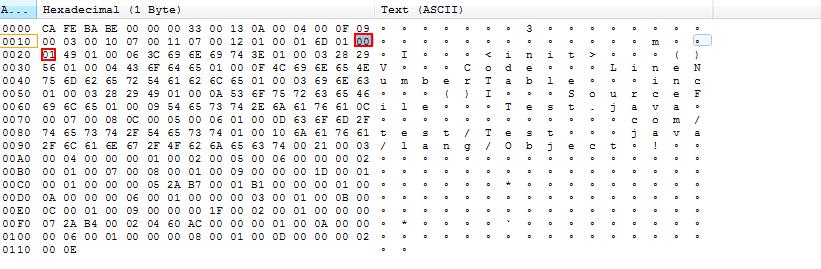 A... Hexadecimal (1 Byte) Text (ASCII)
0000 CA FE BA BE 00 00 00 33 00 13 0A 00 04 00 0F 09 ° ° ° ° ° ° ° 3 ° ° ° ° ° ° ° °
0010 00 03 00 10 07 00 11 07 00 12 01 00 01 6D 01 00 ° ° ° ° ° ° ° ° ° ° ° ° ° m ° °
0020 01 49 01 00 06 3C 69 6E 69 74 3E 01 00 03 28 29 ° I ° ° ° < i n i t > ° ° ° ( )
0030 56 01 00 04 43 6F 64 65 01 00 0F 4C 69 6E 65 4E V ° ° ° C o d e ° ° ° L i n e N
0040 75 6D 62 65 72 54 61 62 6C 65 01 00 03 69 6E 63 u m b e r T a b l e ° ° ° i n c
0050 01 00 03 28 29 49 01 00 0A 53 6F 75 72 63 65 46 ° ° ° ( ) I ° ° ° S o u r c e F
0060 69 6C 65 01 00 09 54 65 73 74 2E 6A 61 76 61 0C i l e ° ° ° T e s t . j a v a °
0070 00 07 00 08 0C 00 05 00 06 01 00 0D 63 6F 6D 2F ° ° ° ° ° ° ° ° ° ° ° ° c o m /
0080 74 65 73 74 2F 54 65 73 74 01 00 10 6A 61 76 61 t e s t / T e s t ° ° ° j a v a
0090 2F 6C 61 6E 67 2F 4F 62 6A 65 63 74 00 21 00 03 / l a n g / O b j e c t ° ! ° °
00A0 00 04 00 00 00 01 00 02 00 05 00 06 00 00 00 02 ° ° ° ° ° ° ° ° ° ° ° ° ° ° ° °
00B0 00 01 00 07 00 08 00 01 00 09 00 00 00 1D 00 01 ° ° ° ° ° ° ° ° ° ° ° ° ° ° ° °
00C0 00 01 00 00 00 05 2A B7 00 01 B1 00 00 00 01 00 ° ° ° ° ° ° * ° ° ° ° ° ° ° ° °
00D0 0A 00 00 00 06 00 01 00 00 00 03 00 01 00 0B 00 ° ° ° ° ° ° ° ° ° ° ° ° ° ° ° °
00E0 0C 00 01 00 09 00 00 00 1F 00 02 00 01 00 00 00 ° ° ° ° ° ° ° ° ° ° ° ° ° ° ° °
00F0 07 2A B4 00 02 04 60 AC 00 00 00 01 00 0A 00 00 ° * ° ° ° ° ` ° ° ° ° ° ° ° ° °
0100 00 06 00 01 00 00 00 08 00 01 00 0D 00 00 00 02 ° ° ° ° ° ° ° ° ° ° ° ° ° ° ° °
0110 00 0E ° °